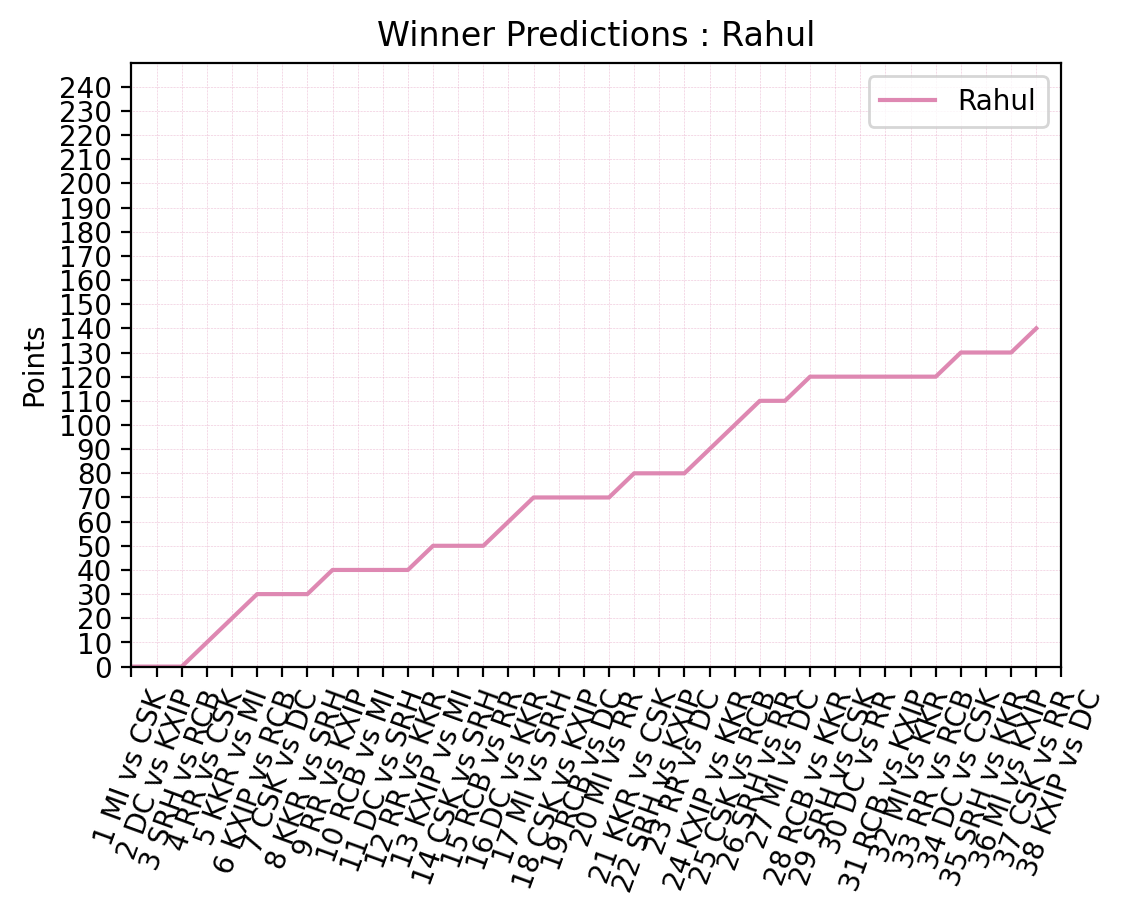 Winner Predictions : Rahul
Rahul
Points
240
230
220
210
200
190
180
170
160
150
140
130
120
110
100
90
80
70
60
50
40
30
20
10
0
1 MI vs CSK
2 DC vs KXIP
3 SRH vs RCB
4 RR vs CSK
5 KKR vs MI
6 KXIP vs RCB
7 CSK vs DC
8 KKR vs SRH
9 RR vs KXIP
10 RCB vs MI
11 DC vs SRH
12 RR vs KKR
13 KXIP vs MI
14 CSK vs SRH
15 RCB vs RR
16 DC vs KKR
17 MI vs SRH
18 CSK vs KXIP
19 RCB vs DC
20 MI vs RR
21 KKR vs CSK
22 SRH vs KXIP
23 RR vs DC
24 KXIP vs KKR
25 CSK vs RCB
26 SRH vs RR
27 MI vs DC
28 RCB vs KKR
29 SRH vs CSK
30 DC vs RR
31 RCB vs KXIP
32 MI vs KKR
33 RR vs RCB
34 DC vs CSK
35 SRH vs KKR
36 MI vs KXIP
37 CSK vs RR
38 KXIP vs DC